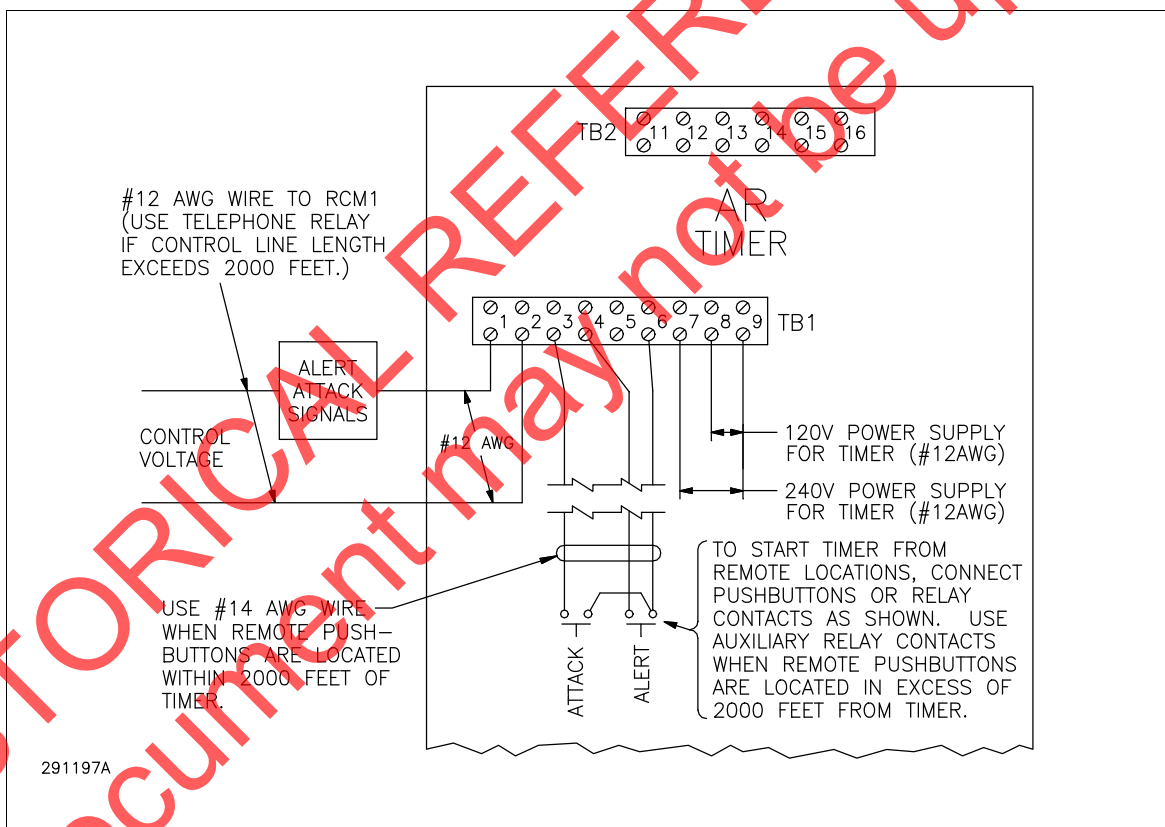 TB2
11 12 13 14 15 16
#12 AWG WIRE TO RCM1
(USE TELEPHONE RELAY
IF CONTROL LINE LENGTH
EXCEEDS 2000 FEET.)
AR
TIMER
1 2 3 4 5 6 7 8 9
TB1
ALERT
ATTACK
SIGNALS
CONTROL
VOLTAGE
#12 AWG
120V POWER SUPPLY
FOR TIMER (#12AWG)
240V POWER SUPPLY
FOR TIMER (#12AWG)
TO START TIMER FROM
REMOTE LOCATIONS, CONNECT
PUSHBUTTONS OR RELAY
CONTACTS AS SHOWN. USE
AUXILIARY RELAY CONTACTS
WHEN REMOTE PUSHBUTTONS
ARE LOCATED IN EXCESS OF
2000 FEET FROM TIMER.
USE #14 AWG WIRE
WHEN REMOTE PUSH-
BUTTONS ARE LOCATED
WITHIN 2000 FEET OF
TIMER.
ATTACK
ALERT
291197A
TORICAL REFERE
ocument may not be up